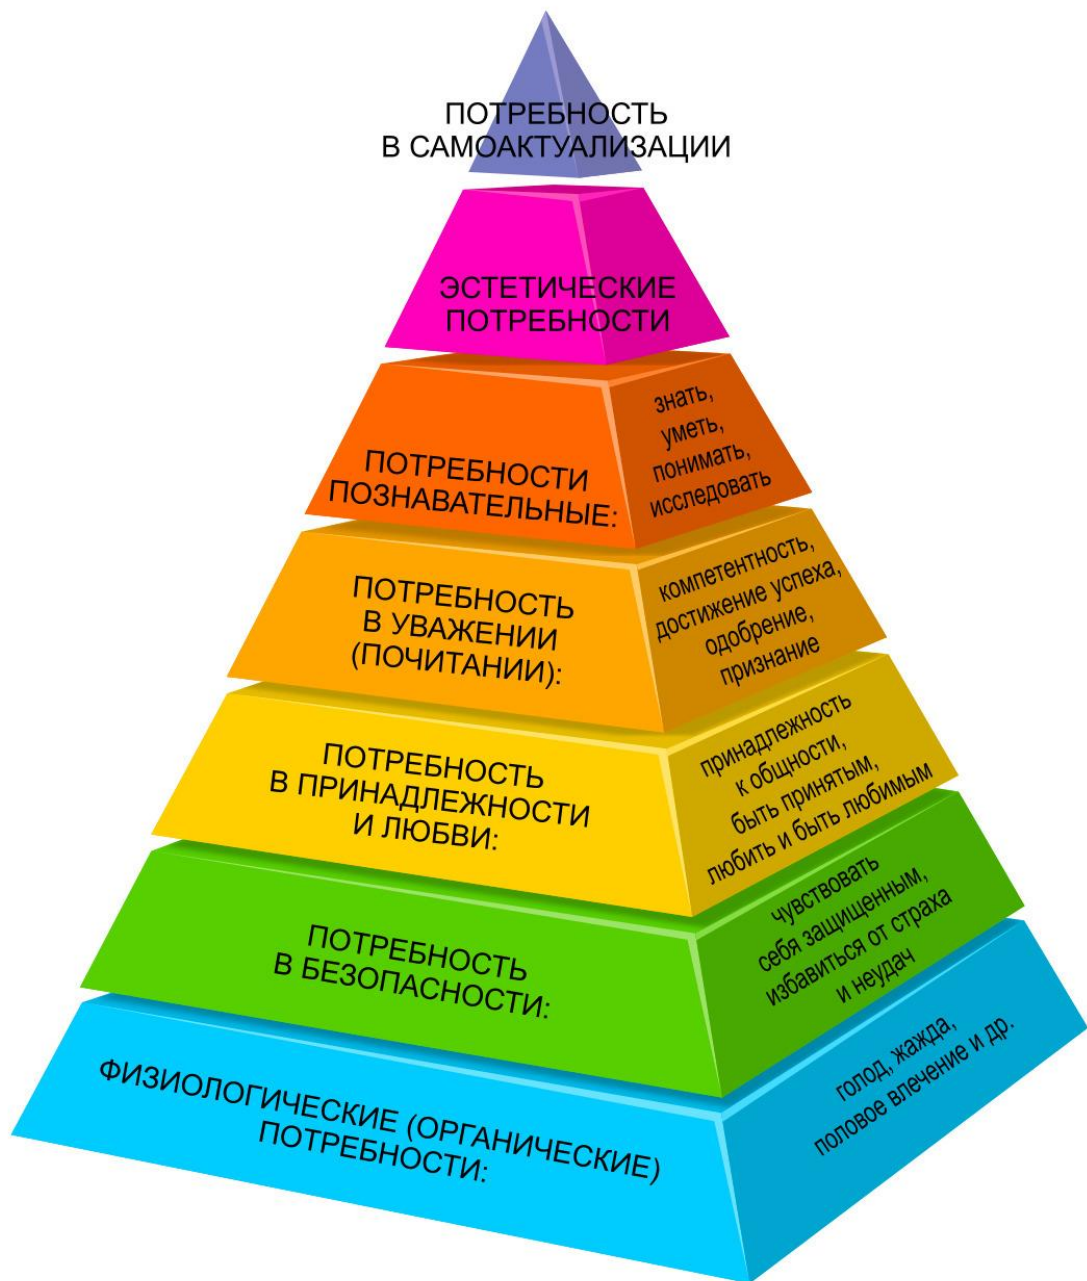 ПОТРЕБНОСТЬ
В САМОАКТУАЛИЗАЦИИ
ЭСТЕТИЧЕСКИЕ
ПОТРЕБНОСТИ
ПОТРЕБНОСТИ
ПОЗНАВАТЕЛЬНЫЕ:
знать,
уметь,
понимать,
исследовать
ПОТРЕБНОСТЬ
В УВАЖЕНИИ
(ПОЧИТАНИИ):
компетентность,
достижение успеха,
одобрение,
признание
ПОТРЕБНОСТЬ
В ПРИНАДЛЕЖНОСТИ
И ЛЮБВИ:
принадлежность
к общности,
быть принятым,
любить и быть любимым
ПОТРЕБНОСТЬ
В БЕЗОПАСНОСТИ:
чувствовать
себя защищенным,
избавиться от страха
и неудач
ФИЗИОЛОГИЧЕСКИЕ (ОРГАНИЧЕСКИЕ)
ПОТРЕБНОСТИ:
голод, жажда,
половое влечение и др.